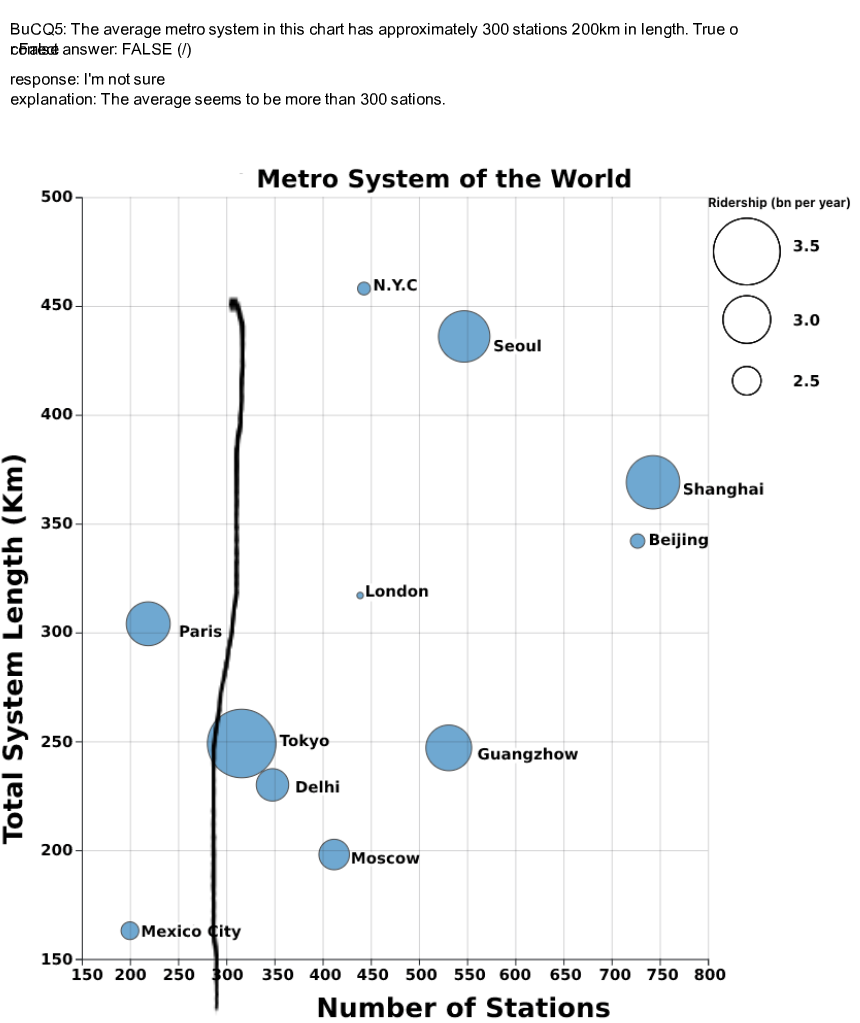 BuCQ5: The average metro system in this chart has approximately 300 stations 200km in length. True o
answer: FALSE (/)
response: I'm not sure
explanation: The average seems to be more than 300 sations.
Metro System of the World
Ridership (bn per year)
3.5
3.0
2.5
Total System Length (Km)
500
450
400
350
300
250
200
150
N.Y.C
Seoul
Shanghai
Beijing
London
Paris
Tokyo
Guangzhow
Delhi
Moscow
Mexico City
150 200 250 300 350 400 450 500 550 600 650 700 750 800
Number of Stations